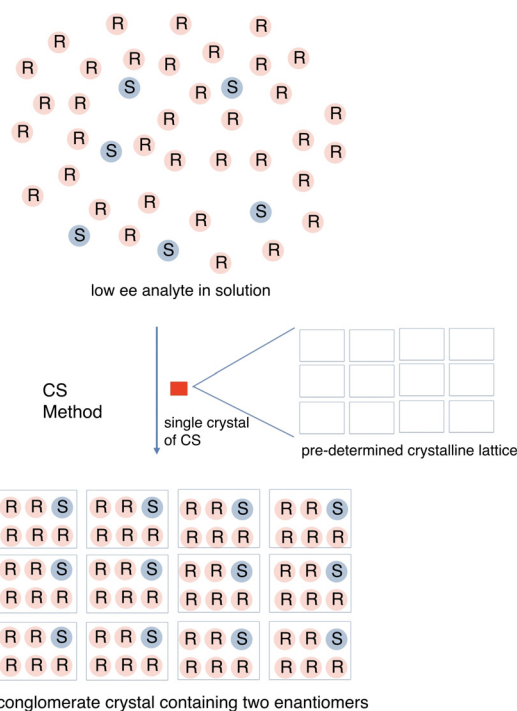 R R R
R R
R R
R R R R
S R S R
R R
R R R
R R R R
S R R R R
R R
R
R R S
R R
S R
S R
R
low ee analyte in solution
CS
Method
single crystal
of CS
pre-determined crystalline lattice
R R S R R S R R S R R S
R R R R R R R R R R R R
R R S R R S R R S R R S
R R R R R R R R R R R R
R R S R R S R R S R R S
R R R R R R R R R R R R
conglomerate crystal containing two enantiomers